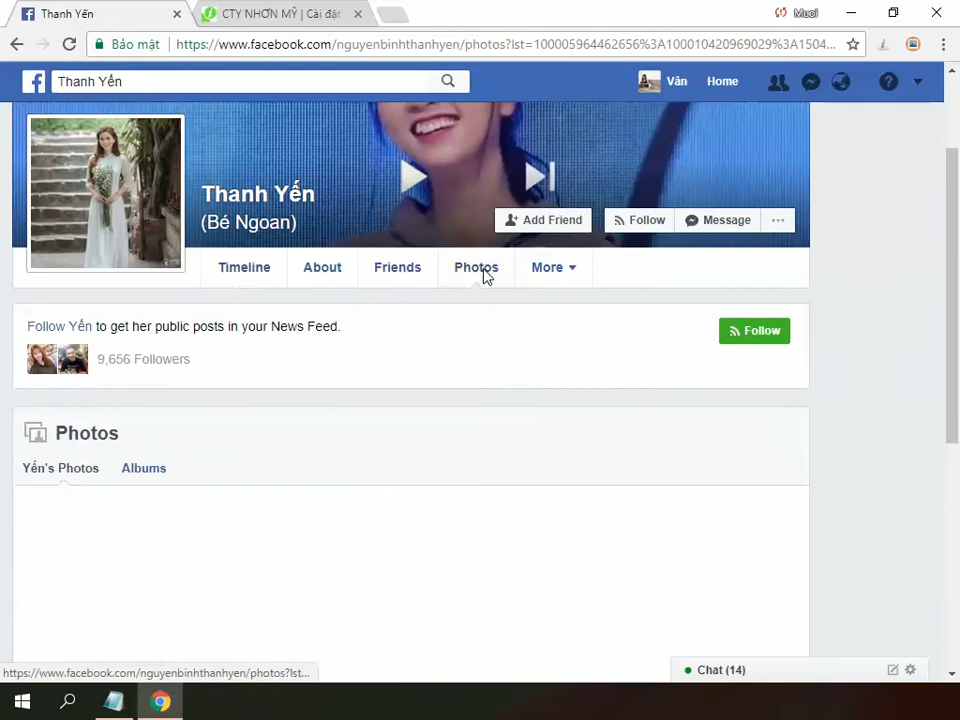 Thanh Yến
CTY NHƠN MỸ | Cài đặt
Muoi
Bảo mật
https://www.facebook.com/nguyenbinhthanhyen/photos?lst=100005964462656%3A100010420969029%3A1504...
Thanh Yến
Vân
Home
Thanh Yến
(Bé Ngoan)
Add Friend
Follow
Message
Timeline
About
Friends
Photos
More
Follow Yến to get her public posts in your News Feed.
Follow
9,656 Followers
Photos
Yến's Photos
Albums
https://www.facebook.com/nguyenbinhthanhyen/photos?lst...
Chat (14)